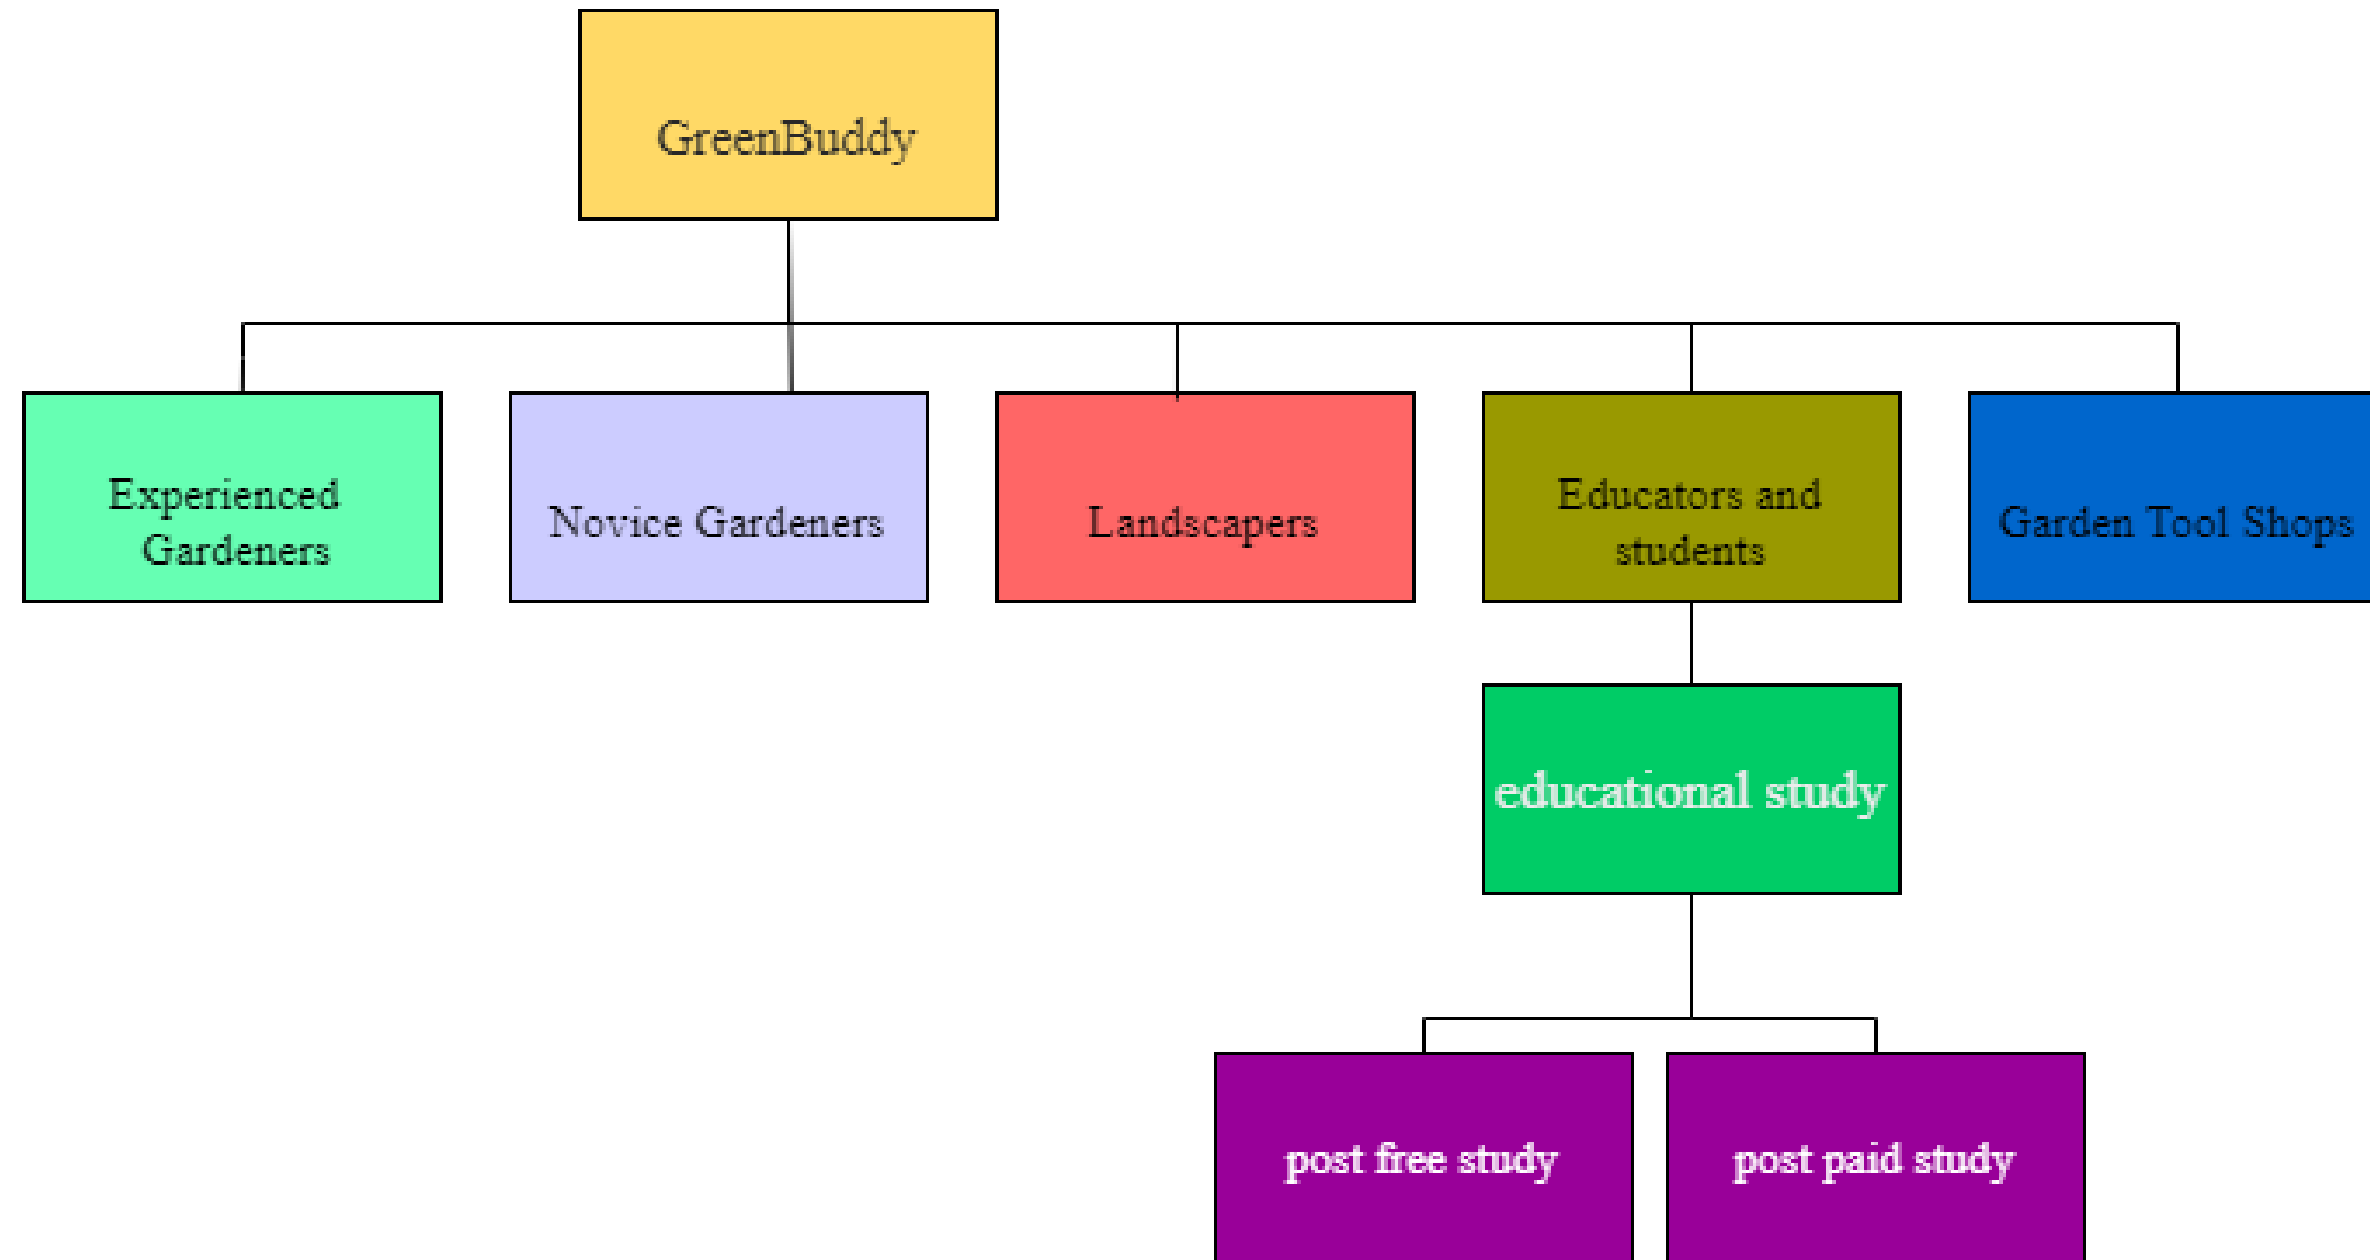 GreenBuddy
Experienced
Gardeners
Novice Gardeners
Landscapers
Educators and
students
Garden Tool Shops
educational study
post free study
post paid study